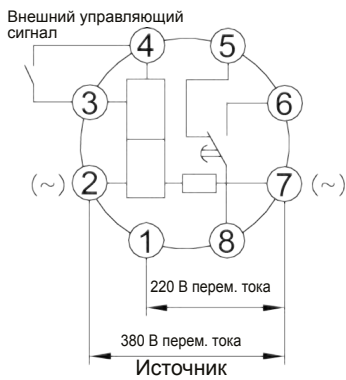 Внешний управляющий
сигнал
4
5
3
6
(~)
2
7
(~)
1
8
220 В перем. тока
380 В перем. тока
Источник